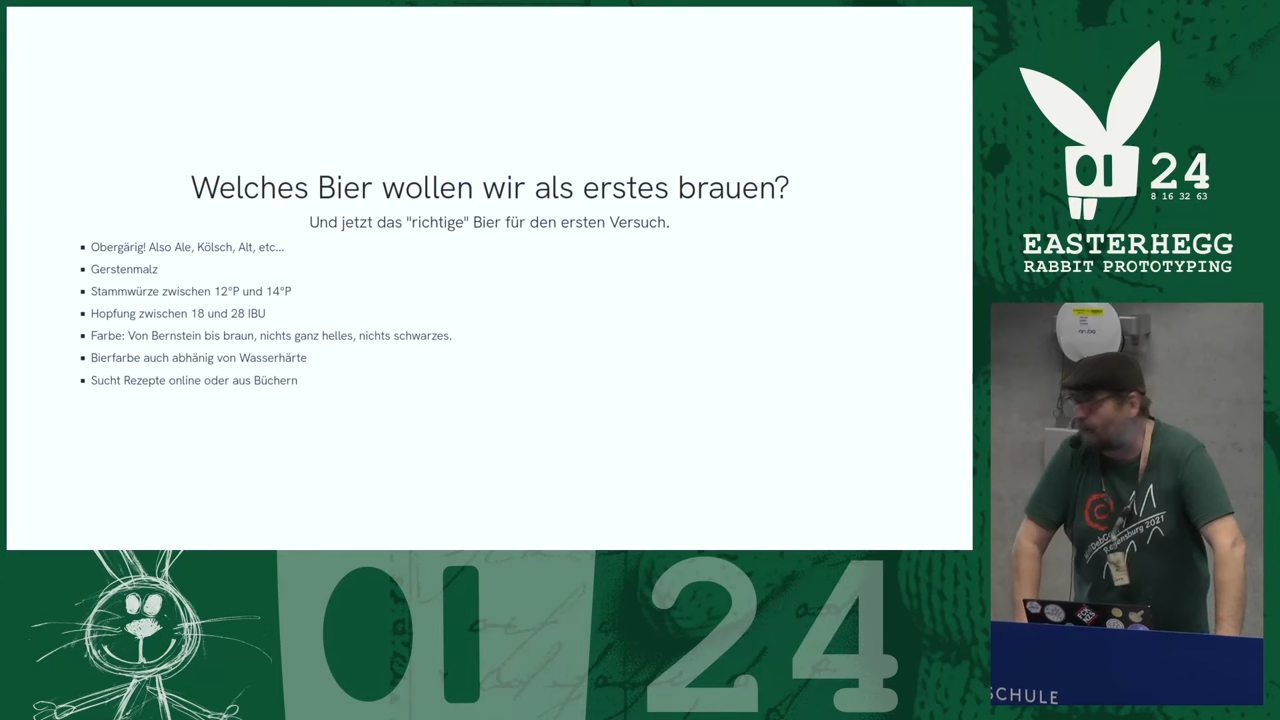 Welches Bier wollen wir als erstes brauen?
Und jetzt das "richtige" Bier für den ersten Versuch.
▪ Obergärig! Also Ale, Kölsch, Alt, etc...
▪ Gerstenmalz
▪ Stammwürze zwischen 12°P und 14°P
▪ Hopfung zwischen 18 und 28 IBU
▪ Farbe: Von Bernstein bis braun, nichts ganz helles, nichts schwarzes.
▪ Bierfarbe auch abhänig von Wasserhärte
▪ Sucht Rezepte online oder aus Büchern
24
8 16 32 63
EASTERHEGG
RABBIT PROTOTYPING
Regensburg 2021
SCHULE
24